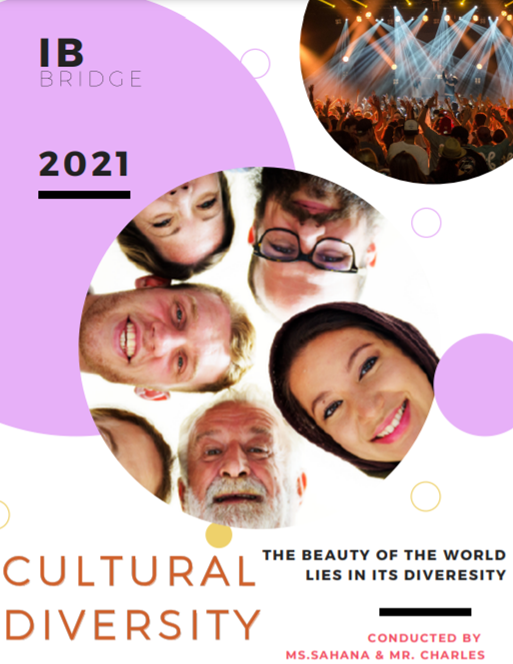 IB
BRIDGE
2021
CULTURAL
DIVERSITY
THE BEAUTY OF THE WORLD
LIES IN ITS DIVERESITY
CONDUCTED BY
MS.SAHANA & MR. CHARLES